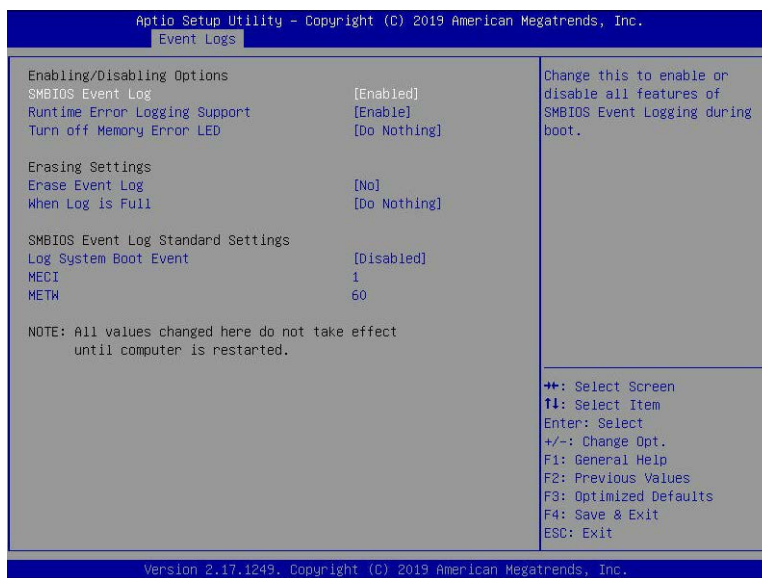 Aptio Setup Utility – Copyright (C) 2019 American Megatrends, Inc.
Event Logs
Enabling/Disabling Options
SMBIOS Event Log [Enabled]
Runtime Error Logging Support [Enable]
Turn off Memory Error LED [Do Nothing]
Erasing Settings
Erase Event Log [No]
When Log is Full [Do Nothing]
SMBIOS Event Log Standard Settings
Log System Boot Event [Disabled]
MECI 1
METW 60
NOTE: All values changed here do not take effect
until computer is restarted.
Change this to enable or
disable all features of
SMBIOS Event Logging during
boot.
→←: Select Screen
↑↓: Select Item
Enter: Select
+/-: Change Opt.
F1: General Help
F2: Previous Values
F3: Optimized Defaults
F4: Save & Exit
ESC: Exit
Version 2.17.1249. Copyright (C) 2019 American Megatrends, Inc.